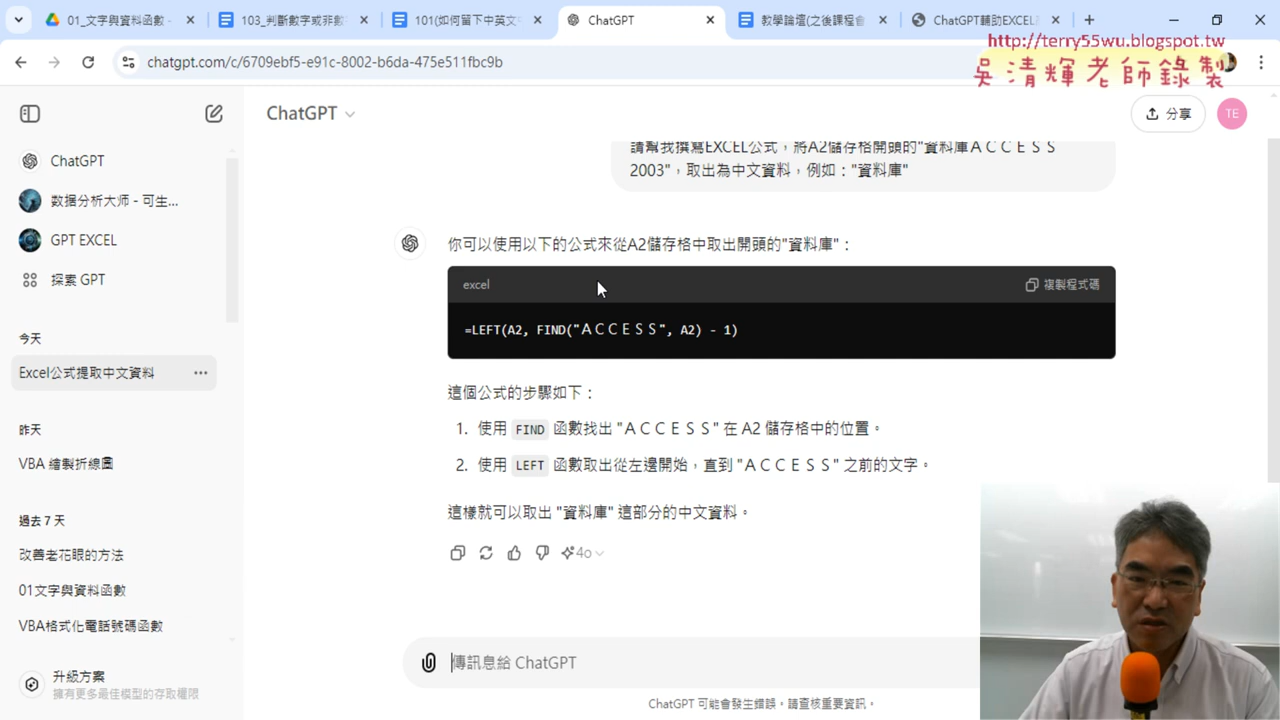 01_文字與資料函數 -
103_判斷數字或非數
101(如何留下中英文
ChatGPT
教學論壇(之後課程會
ChatGPT輔助EXCEL
http://terry55wu.blogspot.tw
吳清輝老師錄製
chatgpt.com/c/6709ebf5-e91c-8002-b6da-475e511fbc9b
ChatGPT
分享
TE
ChatGPT
数据分析大师 - 可生...
GPT EXCEL
探索 GPT
今天
Excel公式提取中文資料
昨天
VBA 繪製折線圖
過去 7 天
改善老花眼的方法
01文字與資料函數
VBA格式化電話號碼函數
升級方案
擁有更多最佳模型的存取權限
請幫我撰寫EXCEL公式，將A2儲存格開頭的"資料庫ＡＣＣＥＳＳ
2003"，取出為中文資料，例如："資料庫"
你可以使用以下的公式來從A2儲存格中取出開頭的"資料庫"：
excel
複製程式碼
=LEFT(A2, FIND("ＡＣＣＥＳＳ", A2) - 1)
這個公式的步驟如下：
1. 使用 FIND 函數找出 "ＡＣＣＥＳＳ" 在 A2 儲存格中的位置。
2. 使用 LEFT 函數取出從左邊開始，直到 "ＡＣＣＥＳＳ" 之前的文字。
這樣就可以取出 "資料庫" 這部分的中文資料。
4o
傳訊息給 ChatGPT
ChatGPT 可能會發生錯誤。請查核重要資訊。